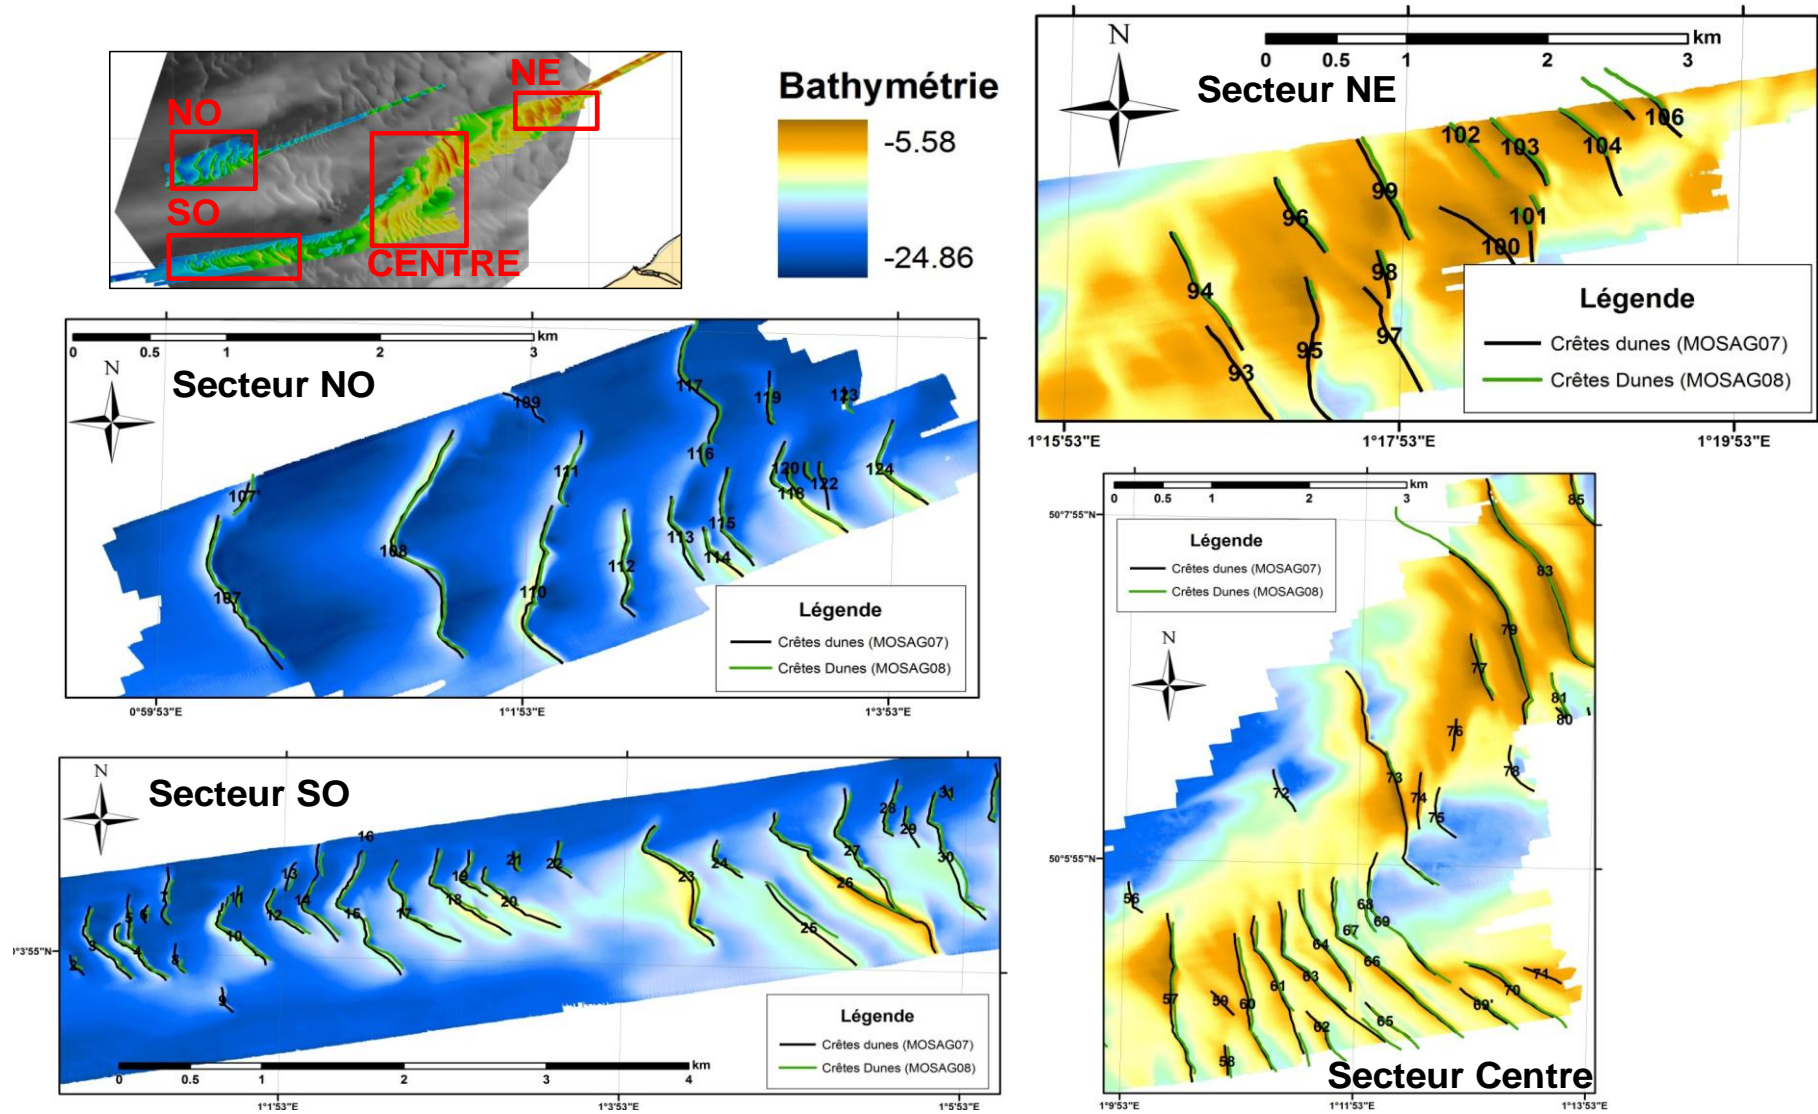 NO
NE
SO
CENTRE
Bathymétrie
-5.58
-24.86
Secteur NE
N
0 0.5 1 2 3 km
106
102
103
104
99
96
101
100
98
94
97
95
93
Légende
Crêtes dunes (MOSAG07)
Crêtes Dunes (MOSAG08)
1°15'53"E 1°17'53"E 1°19'53"E
Secteur NO
0 0.5 1 2 3 km
N
117
109
119
123
116
111
120
124
122
118
107'
115
113
108
114
112
110
107
Légende
Crêtes dunes (MOSAG07)
Crêtes Dunes (MOSAG08)
0°59'53"E 1°1'53"E 1°3'53"E
Secteur SO
N
31
28
29
16
27
30
21
22
24
13
19
23
26
7
11
14
18
20
5
6
12
15
17
25
10
3
4
2
8
9
°3'55"N
Légende
Crêtes dunes (MOSAG07)
Crêtes Dunes (MOSAG08)
0 0.5 1 2 3 4 km
1°1'53"E 1°3'53"E 1°5'53"E
0 0.5 1 2 3 km
50°7'55"N
Légende
Crêtes dunes (MOSAG07)
Crêtes Dunes (MOSAG08)
N
85
83
79
77
81
80
76
78
73
72
74
75
50°5'55"N
56
68
69
67
64
66
63
71
61
70
57
59
60
69'
65
62
58
Secteur Centre
1°9'53"E 1°11'53"E 1°13'53"E